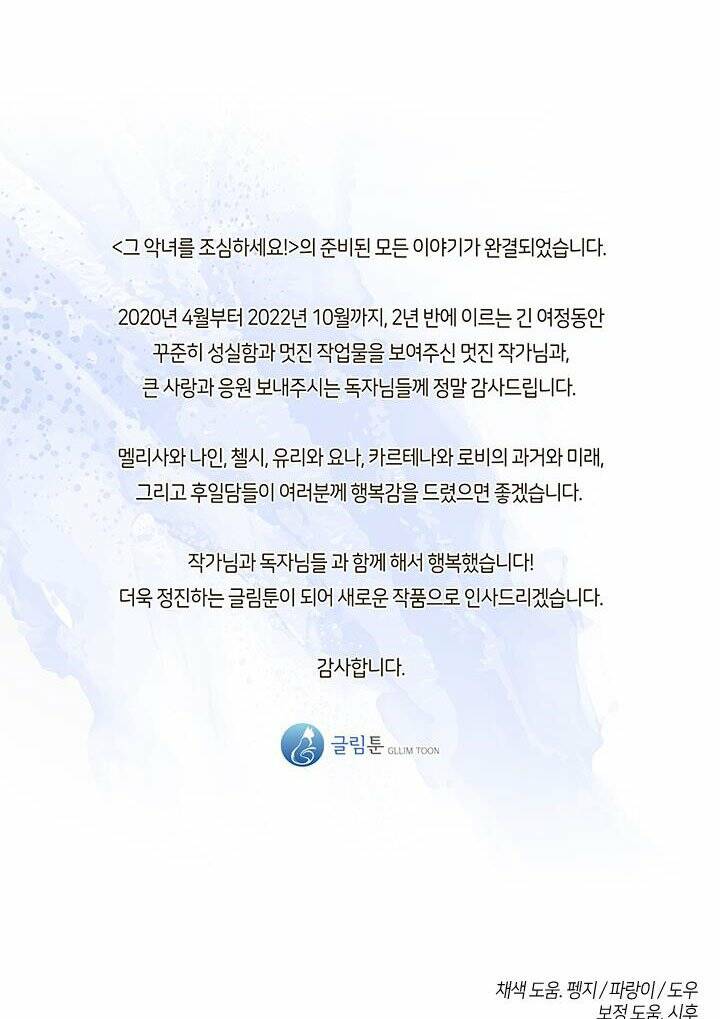 <그 악녀를 조심하세요!>의 준비된 모든 이야기가 완결되었습니다.
2020년 4월부터 2022년 10월까지, 2년 반에 이르는 긴 여정동안
꾸준히 성실함과 멋진 작업물을 보여주신 멋진 작가님과,
큰 사랑과 응원 보내주시는 독자님들께 정말 감사드립니다.
멜리사와 나인, 첼시, 유리와 요나, 카르테나와 로비의 과거와 미래,
그리고 후일담들이 여러분께 행복감을 드렸으면 좋겠습니다.
작가님과 독자님들 과 함께 해서 행복했습니다!
더욱 정진하는 글림툰이 되어 새로운 작품으로 인사드리겠습니다.
감사합니다.
글림툰 GLLIM TOON
채색 도움. 펭지 / 파랑이 / 도우
보정 도움. 시후